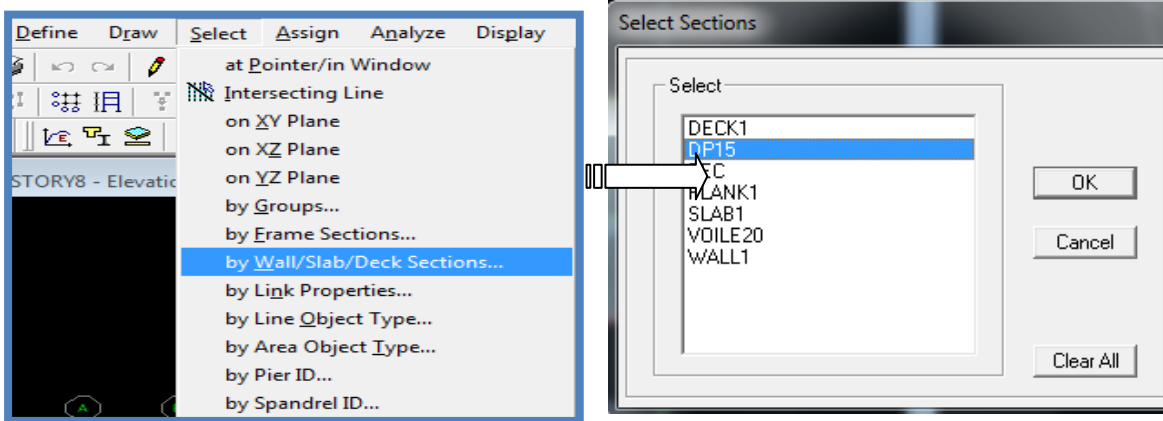 Define Draw Select Assign Analyze Display
at Pointer/in Window
Intersecting Line
on XY Plane
on XZ Plane
on YZ Plane
by Groups...
by Frame Sections...
by Wall/Slab/Deck Sections...
by Link Properties...
by Line Object Type...
by Area Object Type...
by Pier ID...
by Spandrel ID...
STORY8 - Elevatio
A
Select Sections
Select
DECK1
DP15
PLANK1
SLAB1
VOILE20
WALL1
OK
Cancel
Clear All